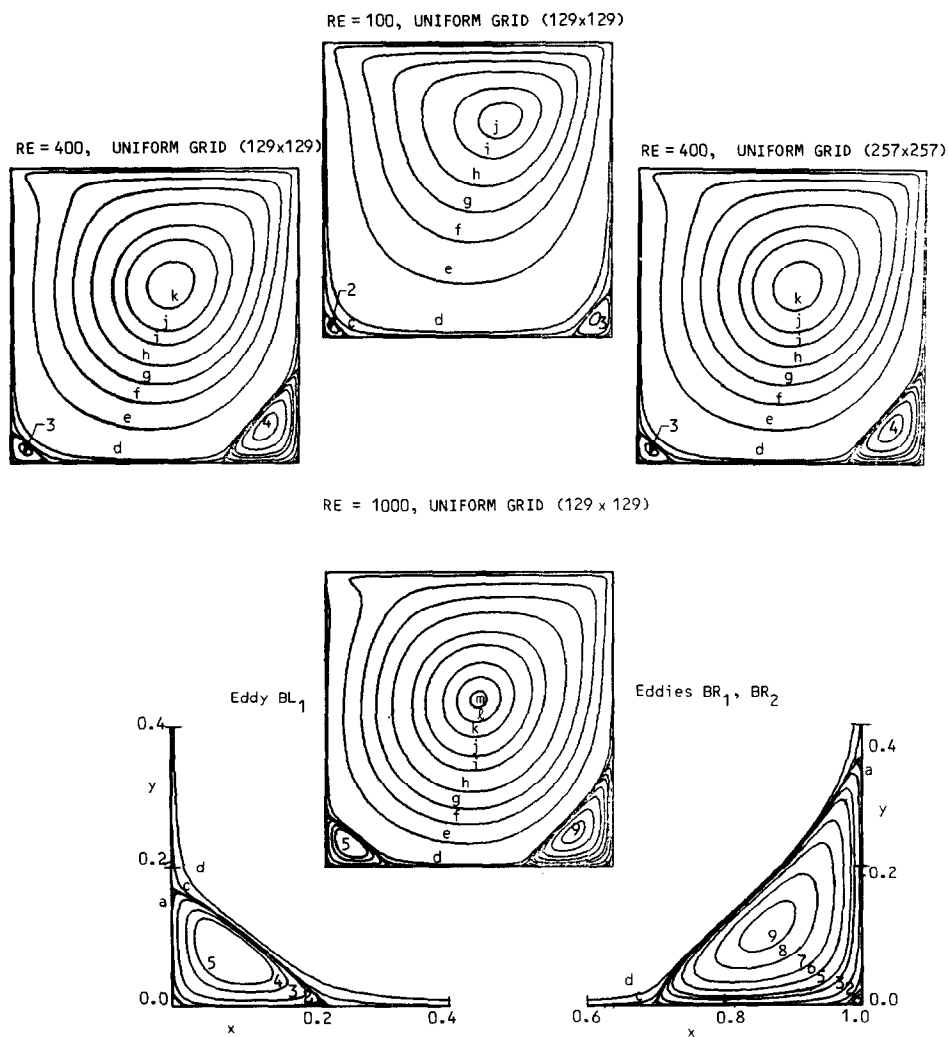 RE = 100, UNIFORM GRID (129x129)
j
i
h
g
f
e
2
c
d
3
RE = 400, UNIFORM GRID (129x129)
k
j
i
h
g
f
e
3
d
4
RE = 400, UNIFORM GRID (257x257)
k
j
i
h
g
f
e
3
d
4
RE = 1000, UNIFORM GRID (129 x 129)
m
ℓ
k
j
i
h
g
f
e
d
5
9
Eddy BL1
0.4
y
0.2
d
c
a
5
4
3
0.0
x
0.2
0.4
Eddies BR1, BR2
0.4
a
y
0.2
9
8
7
6
5
3
2
d
c
0.0
0.6
x
0.8
1.0